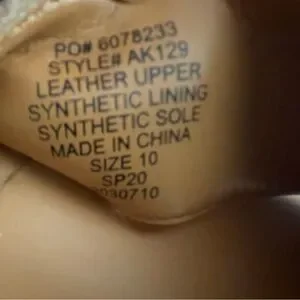 PO# 6078233
STYLE# AK129
LEATHER UPPER
SYNTHETIC LINING
SYNTHETIC SOLE
MADE IN CHINA
SIZE 10
SP20